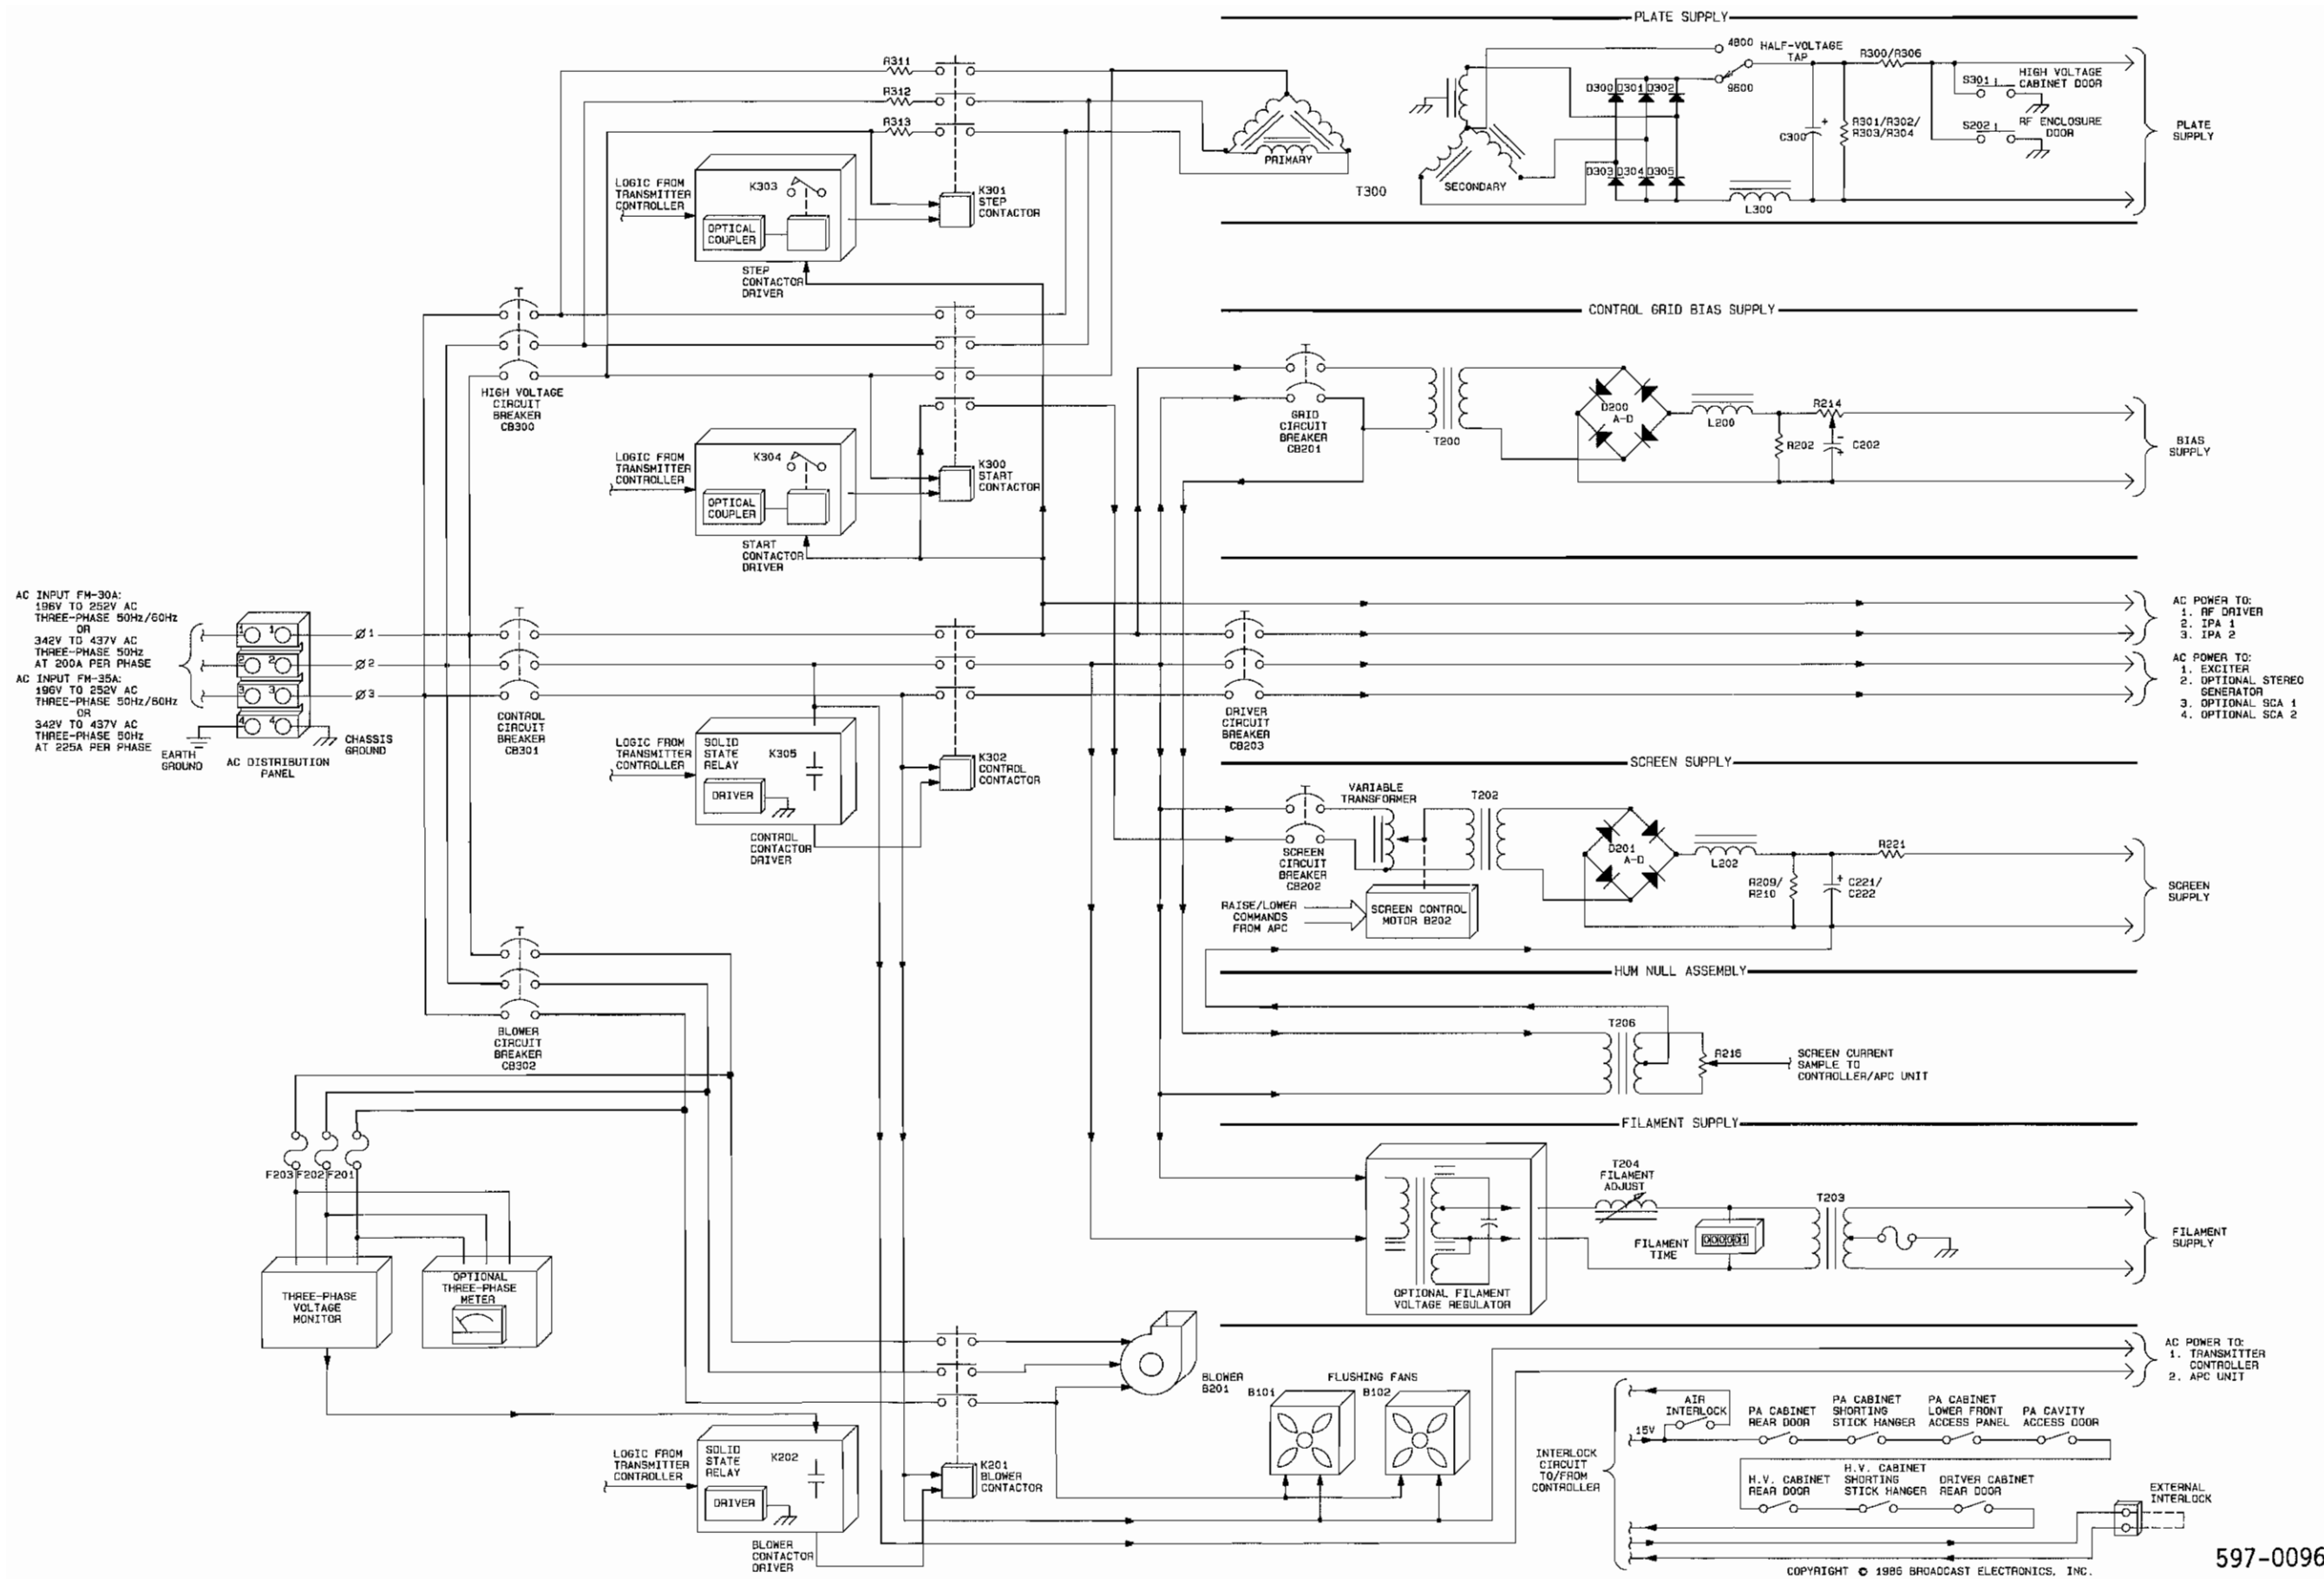 PLATE SUPPLY
R311
R312
R313
4800
HALF-VOLTAGE
TAP
9600
R300/R306
S301
HIGH VOLTAGE
CABINET DOOR
S202
RF ENCLOSURE
DOOR
D300 D301 D302
C300
+
R301/R302/
R303/R304
D303 D304 D305
L300
PRIMARY
T300
SECONDARY
PLATE
SUPPLY
LOGIC FROM
TRANSMITTER
CONTROLLER
K303
OPTICAL
COUPLER
STEP
CONTACTOR
DRIVER
K301
STEP
CONTACTOR
CONTROL GRID BIAS SUPPLY
HIGH VOLTAGE
CIRCUIT
BREAKER
CB300
LOGIC FROM
TRANSMITTER
CONTROLLER
K304
OPTICAL
COUPLER
START
CONTACTOR
DRIVER
K300
START
CONTACTOR
GRID
CIRCUIT
BREAKER
CB201
T200
D200
A-D
L200
R214
R202
-
+
C202
BIAS
SUPPLY
AC INPUT FM-30A:
196V TO 252V AC
THREE-PHASE 50Hz/60Hz
OR
342V TO 437V AC
THREE-PHASE 50Hz
AT 200A PER PHASE
AC INPUT FM-35A:
196V TO 252V AC
THREE-PHASE 50Hz/60Hz
OR
342V TO 437V AC
THREE-PHASE 50Hz
AT 225A PER PHASE
1 1
2 2
3 3
4 4
Ø 1
Ø 2
Ø 3
EARTH
GROUND
AC DISTRIBUTION
PANEL
CHASSIS
GROUND
CONTROL
CIRCUIT
BREAKER
CB301
LOGIC FROM
TRANSMITTER
CONTROLLER
SOLID
STATE
RELAY
K305
DRIVER
CONTROL
CONTACTOR
DRIVER
K302
CONTROL
CONTACTOR
DRIVER
CIRCUIT
BREAKER
CB203
AC POWER TO:
1. RF DRIVER
2. IPA 1
3. IPA 2
AC POWER TO:
1. EXCITER
2. OPTIONAL STEREO
GENERATOR
3. OPTIONAL SCA 1
4. OPTIONAL SCA 2
SCREEN SUPPLY
VARIABLE
TRANSFORMER
T202
SCREEN
CIRCUIT
BREAKER
CB202
RAISE/LOWER
COMMANDS
FROM APC
SCREEN CONTROL
MOTOR B202
D201
A-D
L202
R221
R209/
R210
+
C221/
C222
SCREEN
SUPPLY
HUM NULL ASSEMBLY
T206
R216
SCREEN CURRENT
SAMPLE TO
CONTROLLER/APC UNIT
BLOWER
CIRCUIT
BREAKER
CB302
F203 F202 F201
THREE-PHASE
VOLTAGE
MONITOR
OPTIONAL
THREE-PHASE
METER
FILAMENT SUPPLY
OPTIONAL FILAMENT
VOLTAGE REGULATOR
T204
FILAMENT
ADJUST
FILAMENT
TIME
000001
T203
FILAMENT
SUPPLY
BLOWER
B201
FLUSHING FANS
B101
B102
AC POWER TO:
1. TRANSMITTER
CONTROLLER
2. APC UNIT
LOGIC FROM
TRANSMITTER
CONTROLLER
SOLID
STATE
RELAY
K202
DRIVER
BLOWER
CONTACTOR
DRIVER
K201
BLOWER
CONTACTOR
INTERLOCK
CIRCUIT
TO/FROM
CONTROLLER
15V
AIR
INTERLOCK
PA CABINET
REAR DOOR
PA CABINET
SHORTING
STICK HANGER
PA CABINET
LOWER FRONT
ACCESS PANEL
PA CAVITY
ACCESS DOOR
H.V. CABINET
REAR DOOR
H.V. CABINET
SHORTING
STICK HANGER
DRIVER CABINET
REAR DOOR
EXTERNAL
INTERLOCK
COPYRIGHT © 1986 BROADCAST ELECTRONICS, INC.
597-0096